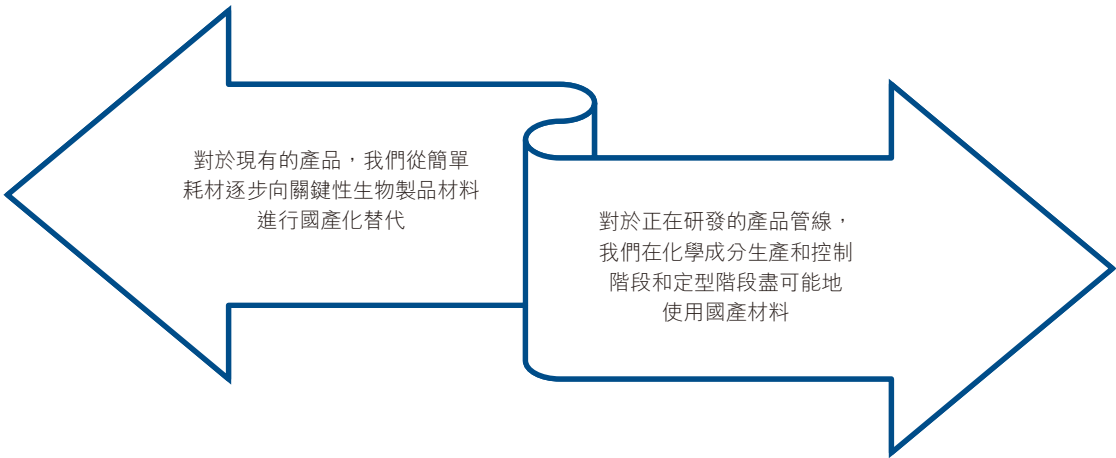 對於現有的產品，我們從簡單
耗材逐步向關鍵性生物製品材料
進行國產化替代
對於正在研發的產品管線，
我們在化學成分生產和控制
階段和定型階段盡可能地
使用國產材料